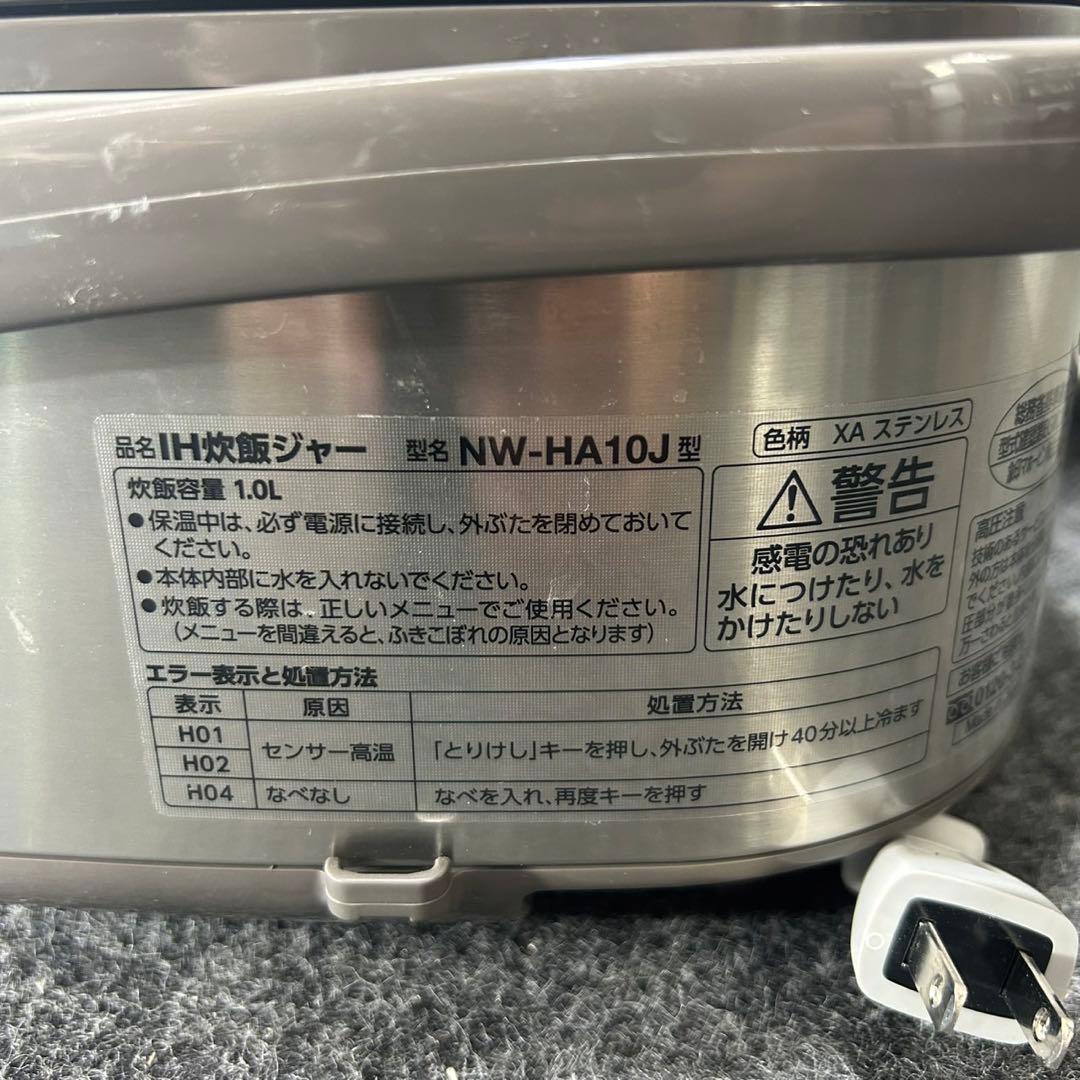 品名 IH炊飯ジャー 型名 NW-HA10J 型
色柄 XA ステンレス
炊飯容量 1.0L
●保温中は、必ず電源に接続し、外ぶたを閉めておいて
ください。
●本体内部に水を入れないでください。
●炊飯する際は、正しいメニューでご使用ください。
(メニューを間違えると、ふきこぼれの原因となります)
警告
感電の恐れあり
水につけたり、水を
かけたりしない
エラー表示と処置方法
表示 原因 処置方法
H01
H02
センサー高温 「とりけし」キーを押し、外ぶたを開け40分以上冷ます
H04 なべなし なべを入れ、再度キーを押す
高圧注意
技術のある